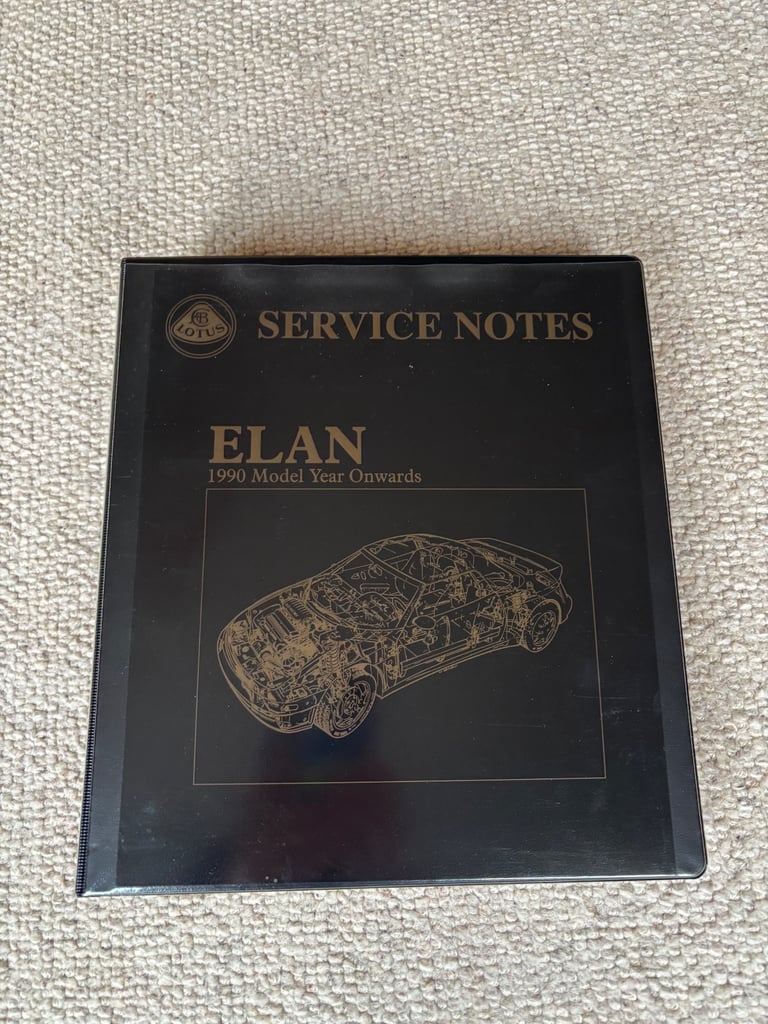 LOTUS
SERVICE NOTES
ELAN
1990 Model Year Onwards